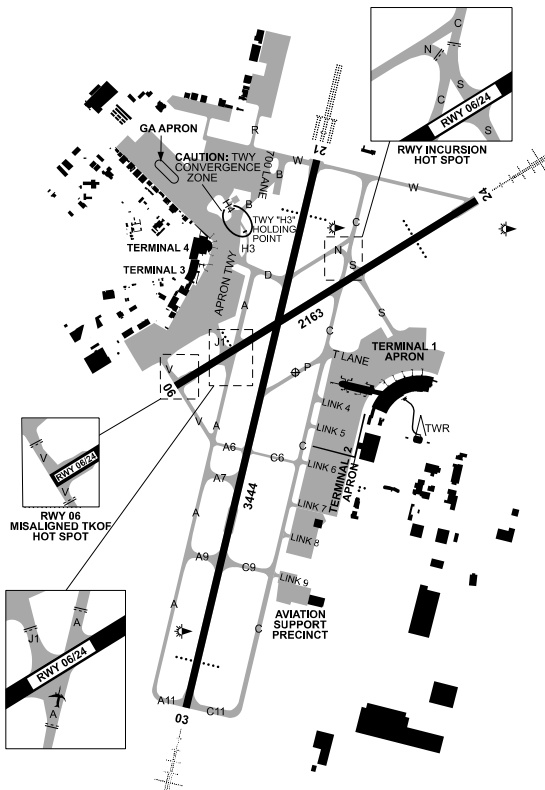 C
N
S
C
RWY 06/24
S
RWY INCURSION
HOT SPOT
GA APRON
R
21
CAUTION: TWY
CONVERGENCE
ZONE
700 LANE
W
B
W
24
B
H4
TWY "H3"
HOLDING
POINT
C
H3
N
S
TERMINAL 4
TERMINAL 3
APRON TWY
D
A
2163
S
C
J1
TERMINAL 1
APRON
T LANE
V
06
P
LINK 4
V
A
LINK 5
TWR
A6
C6
C
LINK 6
TERMINAL 2
APRON
V
RWY 06/24
V
RWY 06
MISALIGNED TKOF
HOT SPOT
A7
3444
LINK 7
A
LINK 8
A9
C9
LINK 9
A
C
AVIATION
SUPPORT
PRECINCT
J1
A
RWY 06/24
A
A11
03
C11